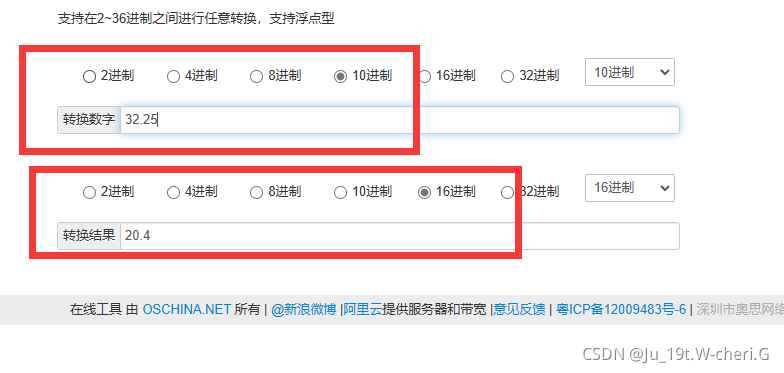 支持在2~36进制之间进行任意转换，支持浮点型
2进制 4进制 8进制 10进制 16进制 32进制 10进制
转换数字 32.25
2进制 4进制 8进制 10进制 16进制 32进制 16进制
转换结果 20.4
在线工具 由 OSCHINA.NET 所有 | @新浪微博 |阿里云提供服务器和带宽 |意见反馈 | 粤ICP备12009483号-6 | 深圳市奥思网络
CSDN @Ju_19t.W-cheri.G